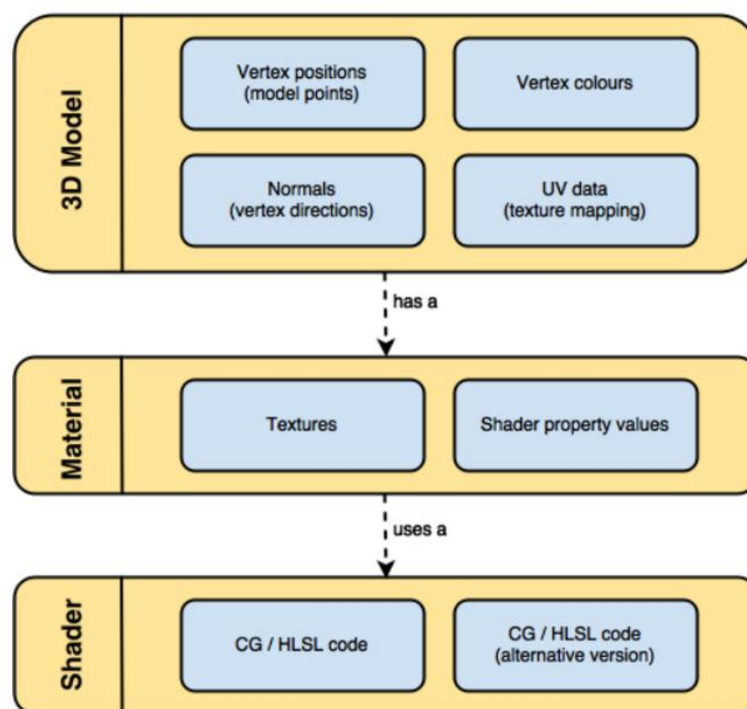 3D Model
Vertex positions
(model points)
Vertex colours
Normals
(vertex directions)
UV data
(texture mapping)
has a
Material
Textures
Shader property values
uses a
Shader
CG / HLSL code
CG / HLSL code
(alternative version)